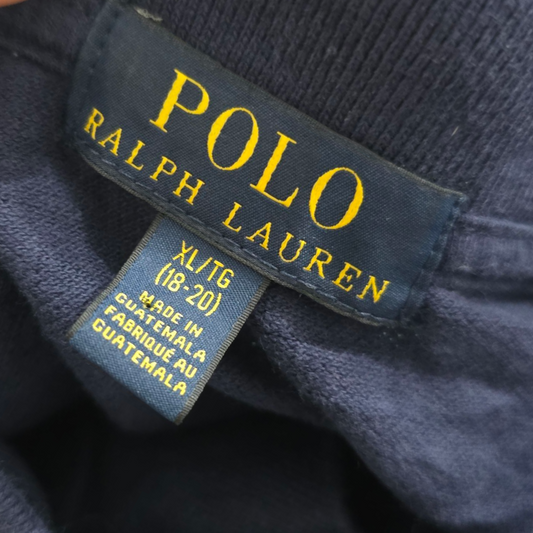 POLO
RALPH LAUREN
XL/TG
(18-20)
MADE IN
GUATEMALA
FABRIQUÉ AU
GUATEMALA